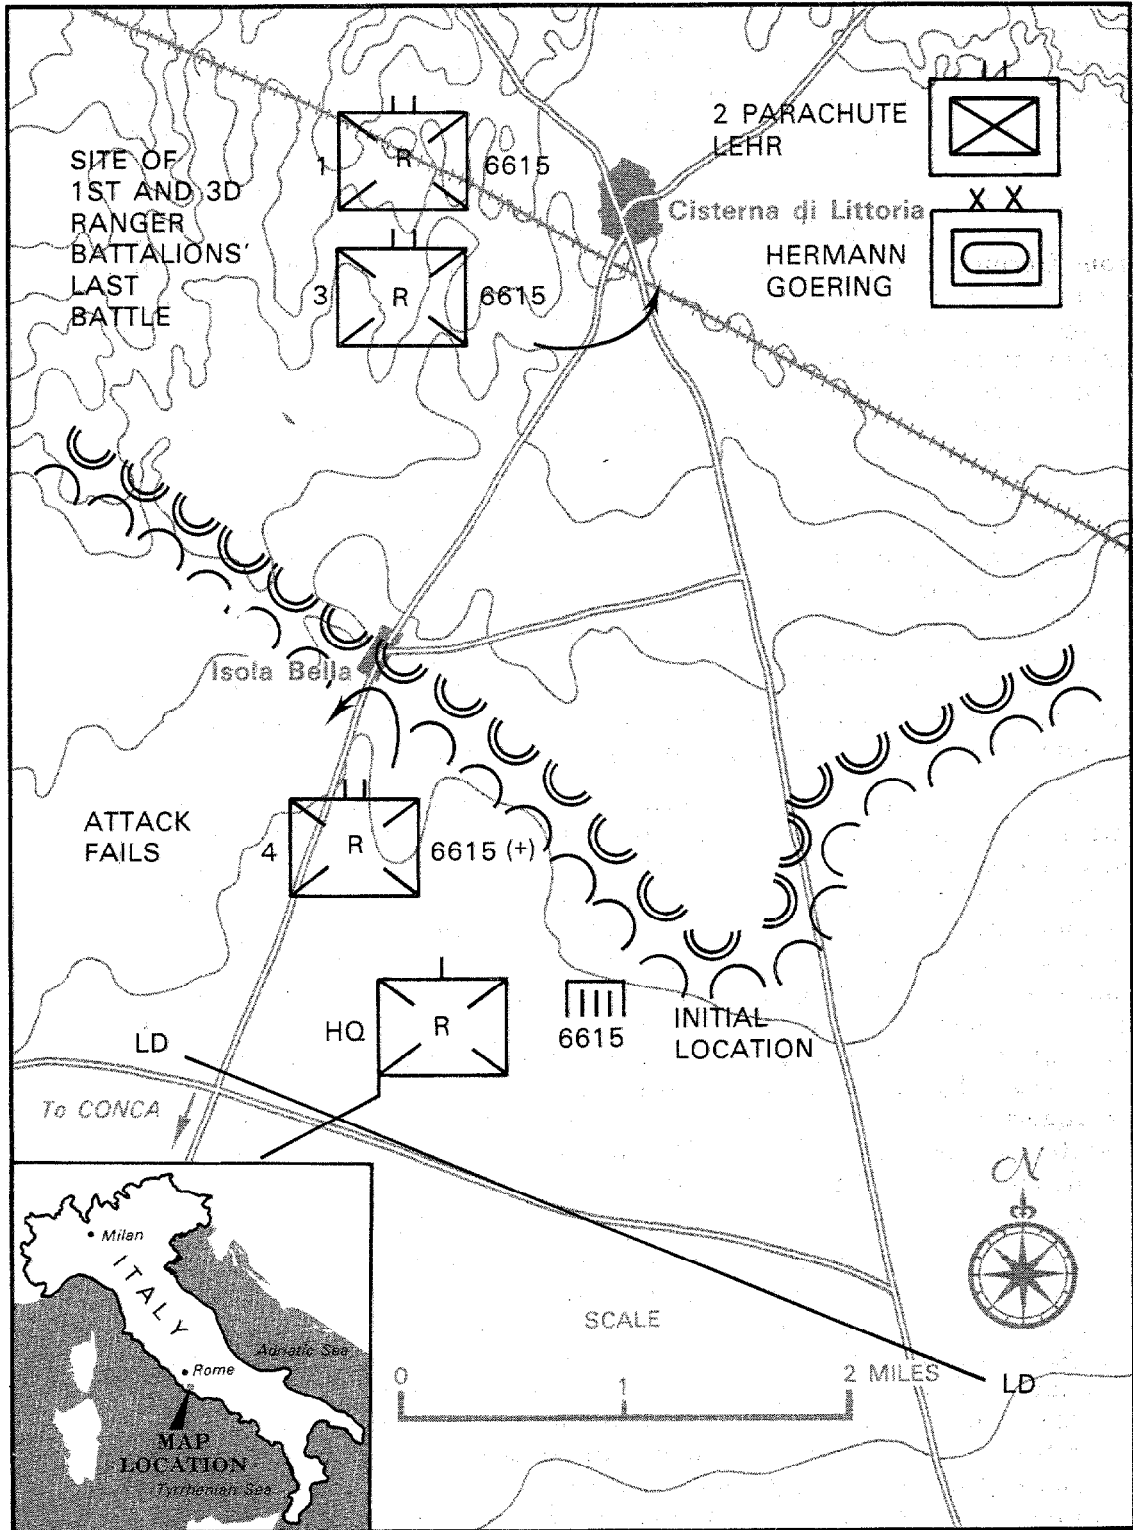 SITE OF
1ST AND 3D
RANGER
BATTALIONS'
LAST
BATTLE
1
R
6615
3
R
6615
2 PARACHUTE
LEHR
Cisterna di Littoria
X X
HERMANN
GOERING
Isola Bella
ATTACK
FAILS
4
R
6615 (+)
HQ
R
6615
INITIAL
LOCATION
LD
To CONCA
N
SCALE
0
1
2 MILES
LD
Milan
ITALY
Adriatic Sea
Rome
MAP
LOCATION
Tyrrhenian Sea